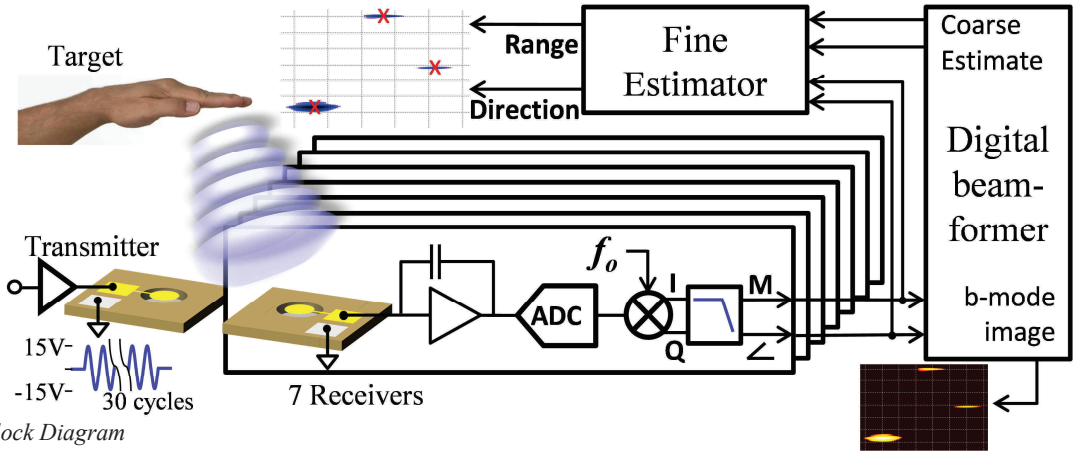 Target
Range
Direction
Fine
Estimator
Coarse
Estimate
Digital
beam-
former
b-mode
image
Transmitter
15V-
-15V-
30 cycles
7 Receivers
ADC
fo
I
Q
M
∠
lock Diagram